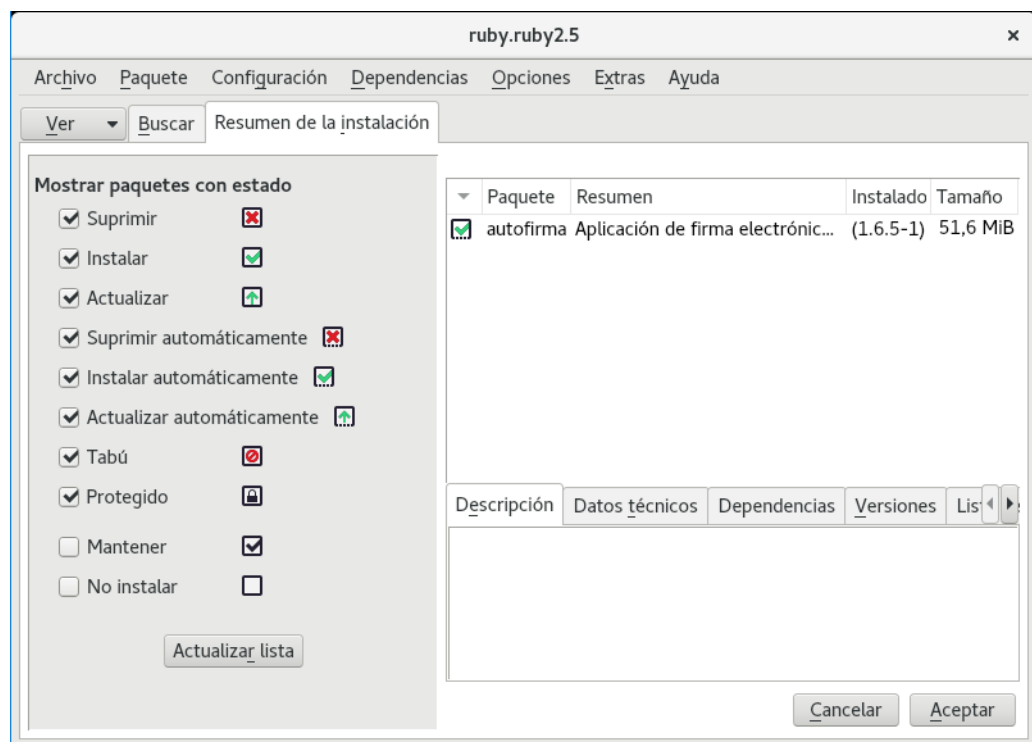 ruby.ruby2.5
Archivo Paquete Configuración Dependencias Opciones Extras Ayuda
Ver Buscar Resumen de la instalación
Mostrar paquetes con estado
Suprimir
Instalar
Actualizar
Suprimir automáticamente
Instalar automáticamente
Actualizar automáticamente
Tabú
Protegido
Mantener
No instalar
Actualizar lista
Paquete Resumen Instalado Tamaño
autofirma Aplicación de firma electrónic... (1.6.5-1) 51,6 MiB
Descripción Datos técnicos Dependencias Versiones
Cancelar Aceptar